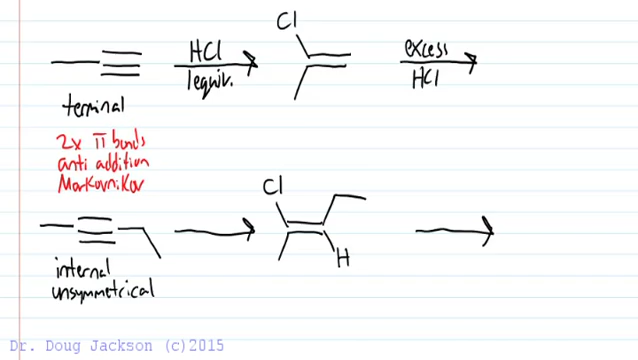 Cl
HCl
1equiv.
excess
HCl
terminal
2x π bonds
anti addition
Markovnikov
Cl
H
internal
unsymmetrical
Dr. Doug Jackson (c)2015